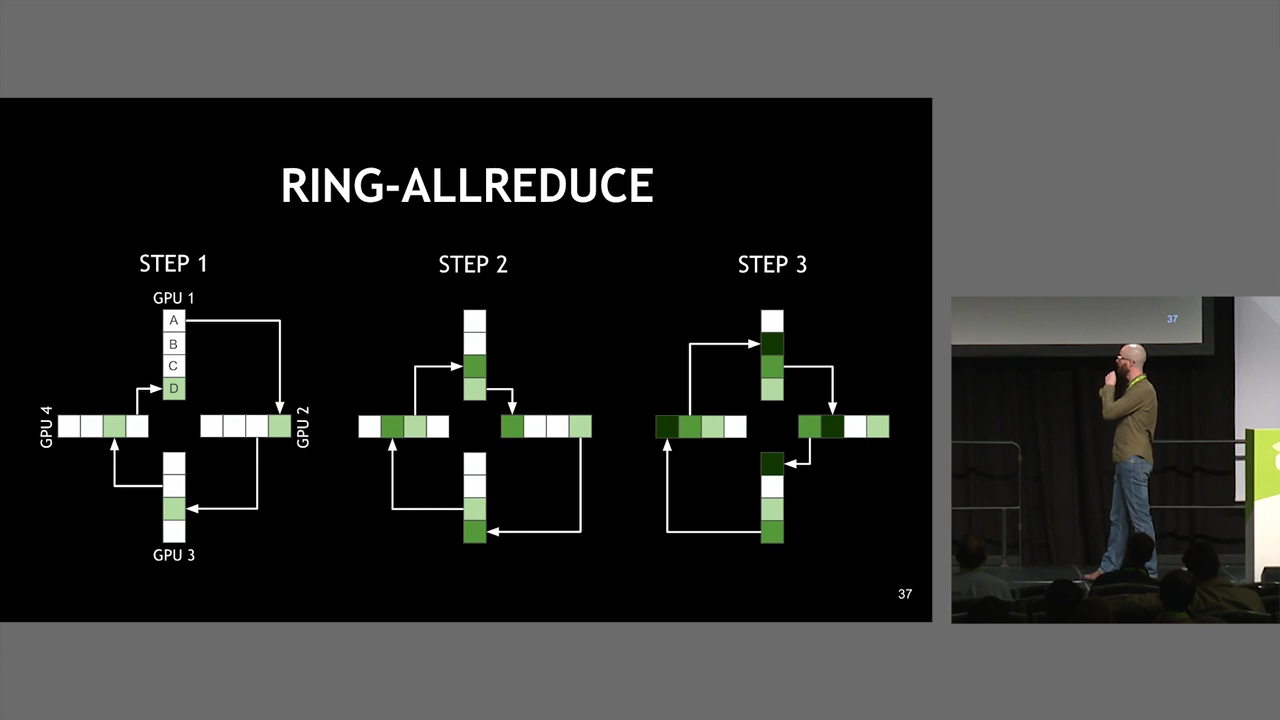 RING-ALLREDUCE
STEP 1
STEP 2
STEP 3
GPU 1
A
B
C
D
GPU 4
GPU 2
GPU 3
37
37